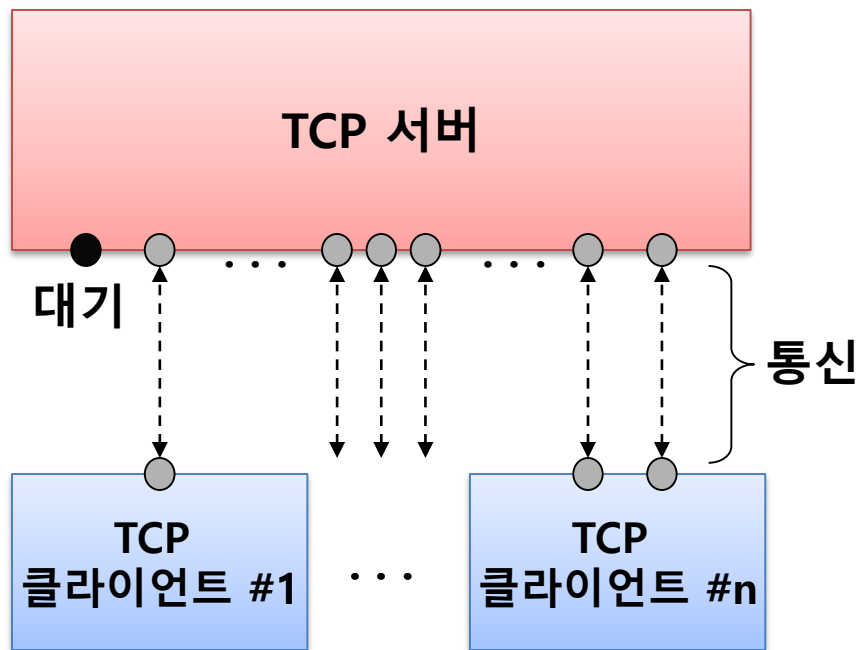 TCP 서버
. . .
. . .
대기
통신
TCP
클라이언트 #1
. . .
TCP
클라이언트 #n